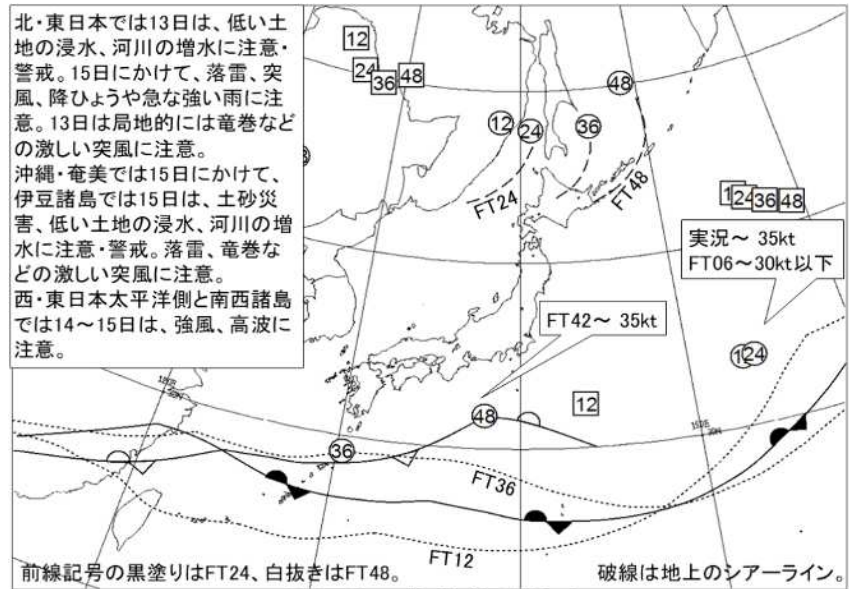 北・東日本では13日は、低い土
地の浸水、河川の増水に注意・
警戒。15日にかけて、落雷、突
風、降ひょうや急な強い雨に注
意。13日は局地的には竜巻など
の激しい突風に注意。
沖縄・奄美では15日にかけて、
伊豆諸島では15日は、土砂災
害、低い土地の浸水、河川の増
水に注意・警戒。落雷、竜巻な
どの激しい突風に注意。
西・東日本太平洋側と南西諸島
では14～15日は、強風、高波に
注意。
12
24
36
48
12
24
36
48
FT24
FT48
24
36
48
実況～ 35kt
FT06～30kt以下
FT42～ 35kt
24
12
48
36
FT36
FT12
130E
30N
150E
30N
前線記号の黒塗りはFT24、白抜きはFT48。
破線は地上のシアーライン。